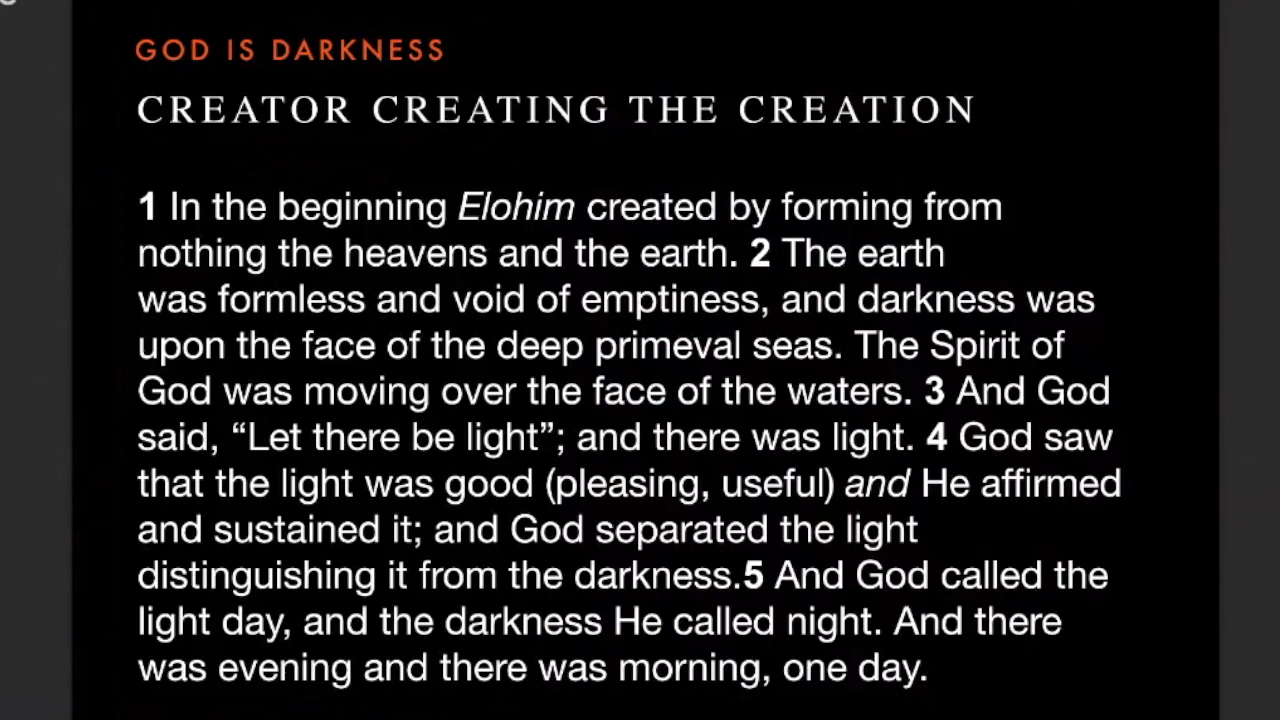 GOD IS DARKNESS
CREATOR CREATING THE CREATION
1 In the beginning Elohim created by forming from
nothing the heavens and the earth. 2 The earth
was formless and void of emptiness, and darkness was
upon the face of the deep primeval seas. The Spirit of
God was moving over the face of the waters. 3 And God
said, “Let there be light”; and there was light. 4 God saw
that the light was good (pleasing, useful) and He affirmed
and sustained it; and God separated the light
distinguishing it from the darkness.5 And God called the
light day, and the darkness He called night. And there
was evening and there was morning, one day.